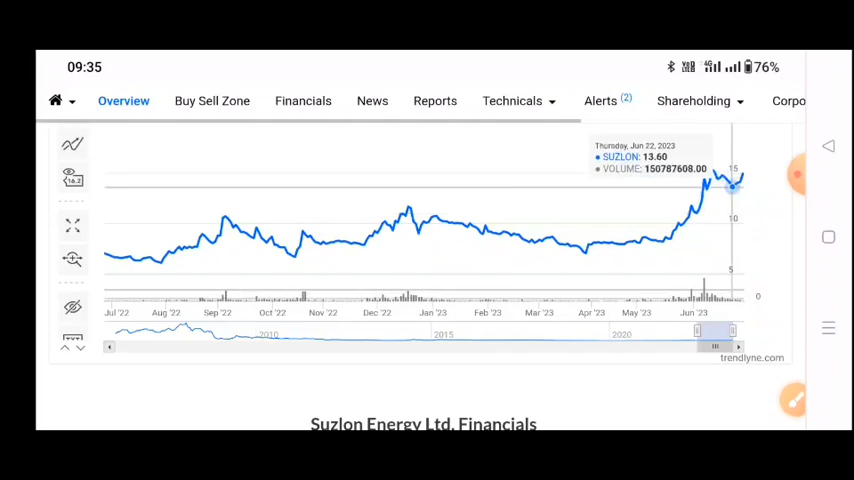 09:35
76%
Overview Buy Sell Zone Financials News Reports Technicals Alerts (2) Shareholding Corpo
Thursday, Jun 22, 2023
SUZLON: 13.60
VOLUME: 150787608.00
16.2
15
10
5
0
Jul '22 Aug '22 Sep '22 Oct '22 Nov '22 Dec '22 Jan '23 Feb '23 Mar '23 Apr '23 May '23 Jun '23
2010 2015 2020
trendlyne.com
Suzlon Energy Ltd. Financials